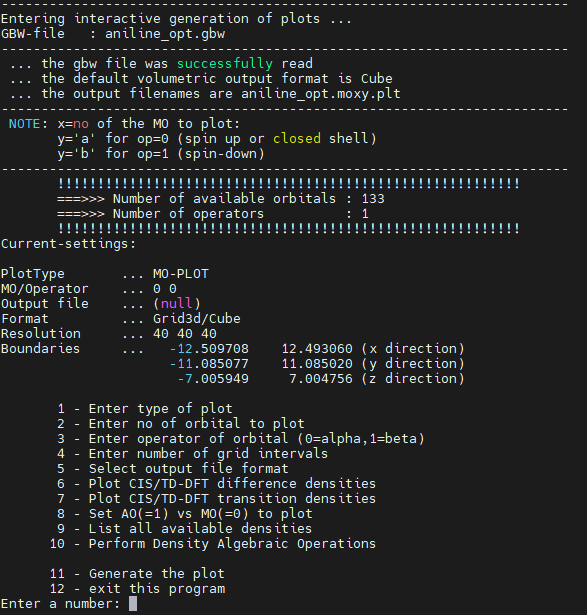 -----------------------------------------------------------------------
Entering interactive generation of plots ...
GBW-file   : aniline_opt.gbw
-----------------------------------------------------------------------
 ... the gbw file was successfully read
 ... the default volumetric output format is Cube
 ... the output filenames are aniline_opt.moxy.plt
-----------------------------------------------------------------------
 NOTE: x=no of the MO to plot:
       y='a' for op=0 (spin up or closed shell)
       y='b' for op=1 (spin-down)
-----------------------------------------------------------------------
       !!!!!!!!!!!!!!!!!!!!!!!!!!!!!!!!!!!!!!!!!!!!!!!!!!!!!!!!!!
       ===>>> Number of available orbitals : 133
       ===>>> Number of operators          : 1
       !!!!!!!!!!!!!!!!!!!!!!!!!!!!!!!!!!!!!!!!!!!!!!!!!!!!!!!!!!
Current-settings:

PlotType       ... MO-PLOT
MO/Operator    ... 0 0
Output file    ... (null)
Format         ... Grid3d/Cube
Resolution     ... 40 40 40
Boundaries     ...   -12.509708    12.493060 (x direction)
                     -11.085077    11.085020 (y direction)
                      -7.005949     7.004756 (z direction)

       1 - Enter type of plot
       2 - Enter no of orbital to plot
       3 - Enter operator of orbital (0=alpha,1=beta)
       4 - Enter number of grid intervals
       5 - Select output file format
       6 - Plot CIS/TD-DFT difference densities
       7 - Plot CIS/TD-DFT transition densities
       8 - Set AO(=1) vs MO(=0) to plot
       9 - List all available densities
      10 - Perform Density Algebraic Operations

      11 - Generate the plot
      12 - exit this program
Enter a number: